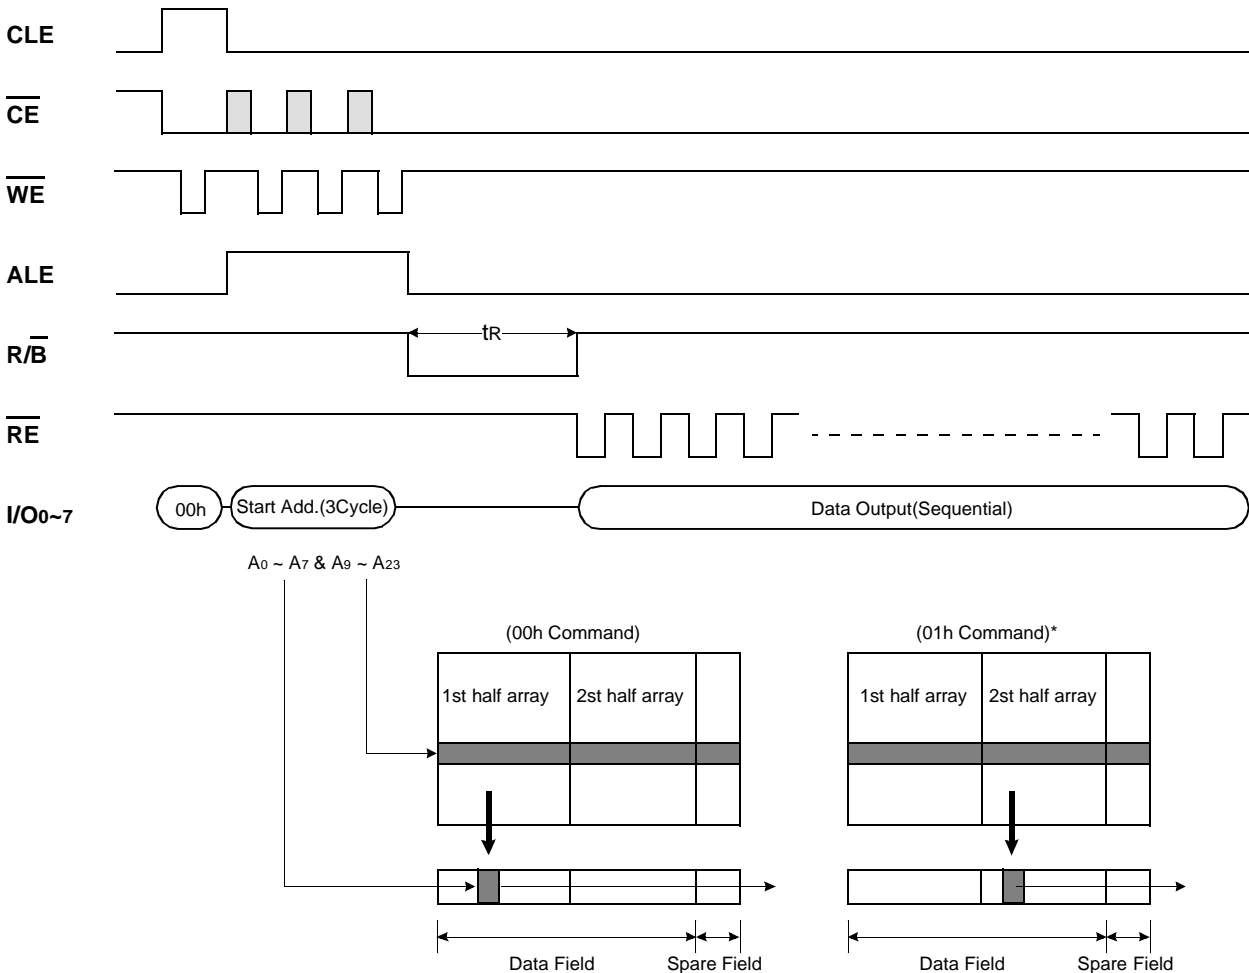 CLE
CE
WE
ALE
R/B
tR
RE
I/O0~7
00h
Start Add.(3Cycle)
Data Output(Sequential)
A0 ~ A7 & A9 ~ A23
(00h Command)
(01h Command)*
1st half array
2st half array
1st half array
2st half array
Data Field
Spare Field
Data Field
Spare Field